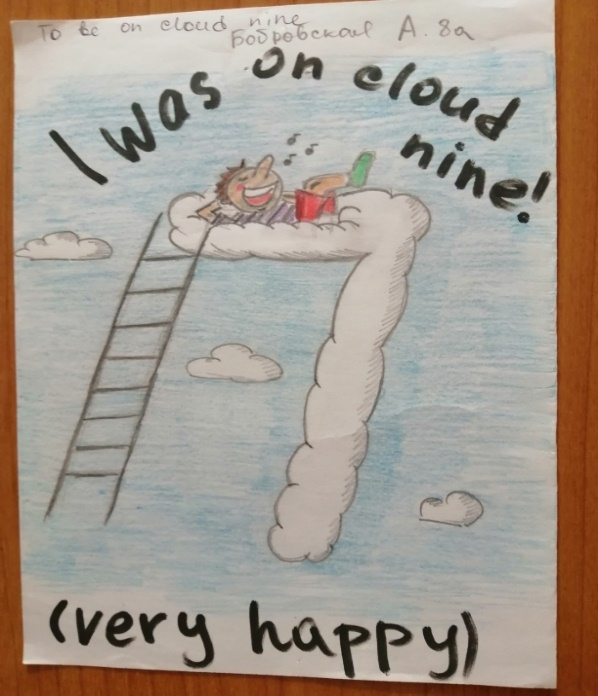 To be on cloud nine
Бобровская А. 8а
I was on cloud
nine!
(very happy)